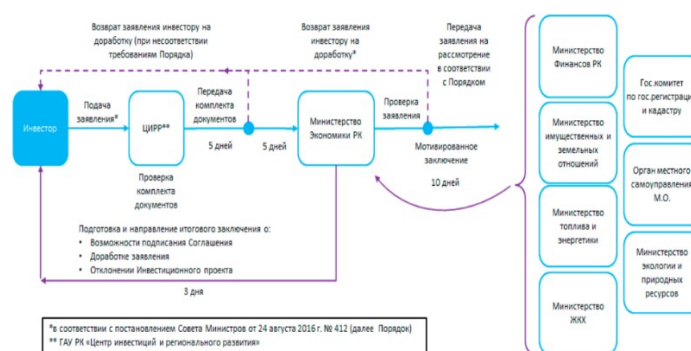 Возврат заявления инвестору на
доработку (при несоответствии
требованиям Порядка)
Возврат заявления
инвестору на
доработку*
Передача
заявления на
рассмотрение
в соответствии
с Порядком
Инвестор
Подача
заявления*
ЦИРР**
Передача
комплекта
документов
5 дней
5 дней
Министерство
Экономики РК
Проверка
заявления
Мотивированное
заключение
10 дней
Проверка
комплекта
документов
Подготовка и направление итогового заключения о:
• Возможности подписания Соглашения
• Доработке заявления
• Отклонении Инвестиционного проекта
3 дня
Министерство
Финансов РК
Министерство
имущественных и
земельных
отношений
Министерство
топлива и
энергетики
Министерство
ЖКХ
Гос.комитет
по гос.регистрации
и кадастру
Орган местного
самоуправления
М.О.
Министерство
экологии и
природных
ресурсов
*в соответствии с постановлением Совета Министров от 24 августа 2016 г. № 412 (далее Порядок)
** ГАУ РК «Центр инвестиций и регионального развития»